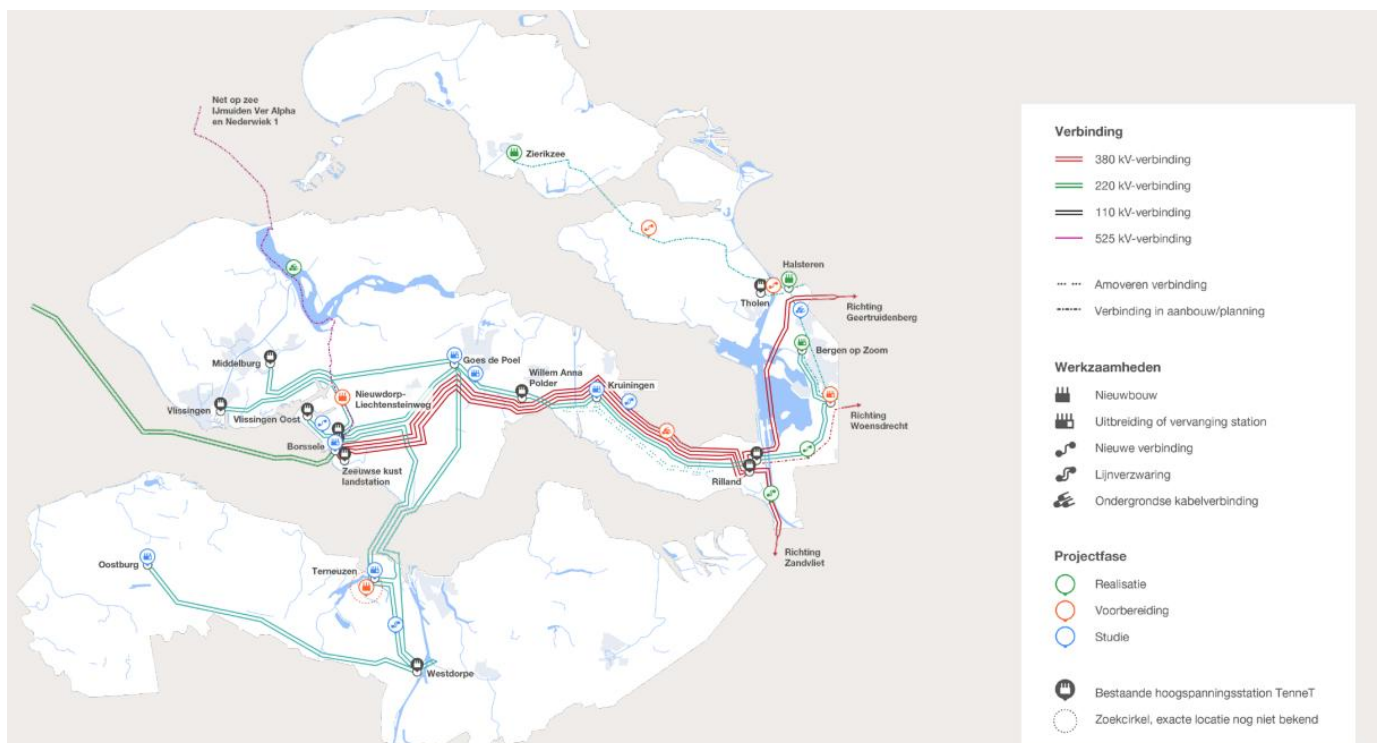 Net op zee
IJmuiden Ver Alpha
en Nederwiek 1
Zierikzee
Halsteren
Tholen
Richting
Geertruidenberg
Bergen op Zoom
Middelburg
Goes de Poel
Willem Anna
Polder
Kruiningen
Nieuwdorp-
Liechtensteinweg
Vlissingen
Vlissingen Oost
Richting
Woensdrecht
Borssele
Zeeuwse kust
landstation
Rilland
Richting
Zandvliet
Oostburg
Terneuzen
Westdorpe
Verbinding
380 kV-verbinding
220 kV-verbinding
110 kV-verbinding
525 kV-verbinding
Amoveren verbinding
Verbinding in aanbouw/planning
Werkzaamheden
Nieuwbouw
Uitbreiding of vervanging station
Nieuwe verbinding
Lijnverzwaring
Ondergrondse kabelverbinding
Projectfase
Realisatie
Voorbereiding
Studie
Bestaande hoogspanningsstation TenneT
Zoekcirkel, exacte locatie nog niet bekend